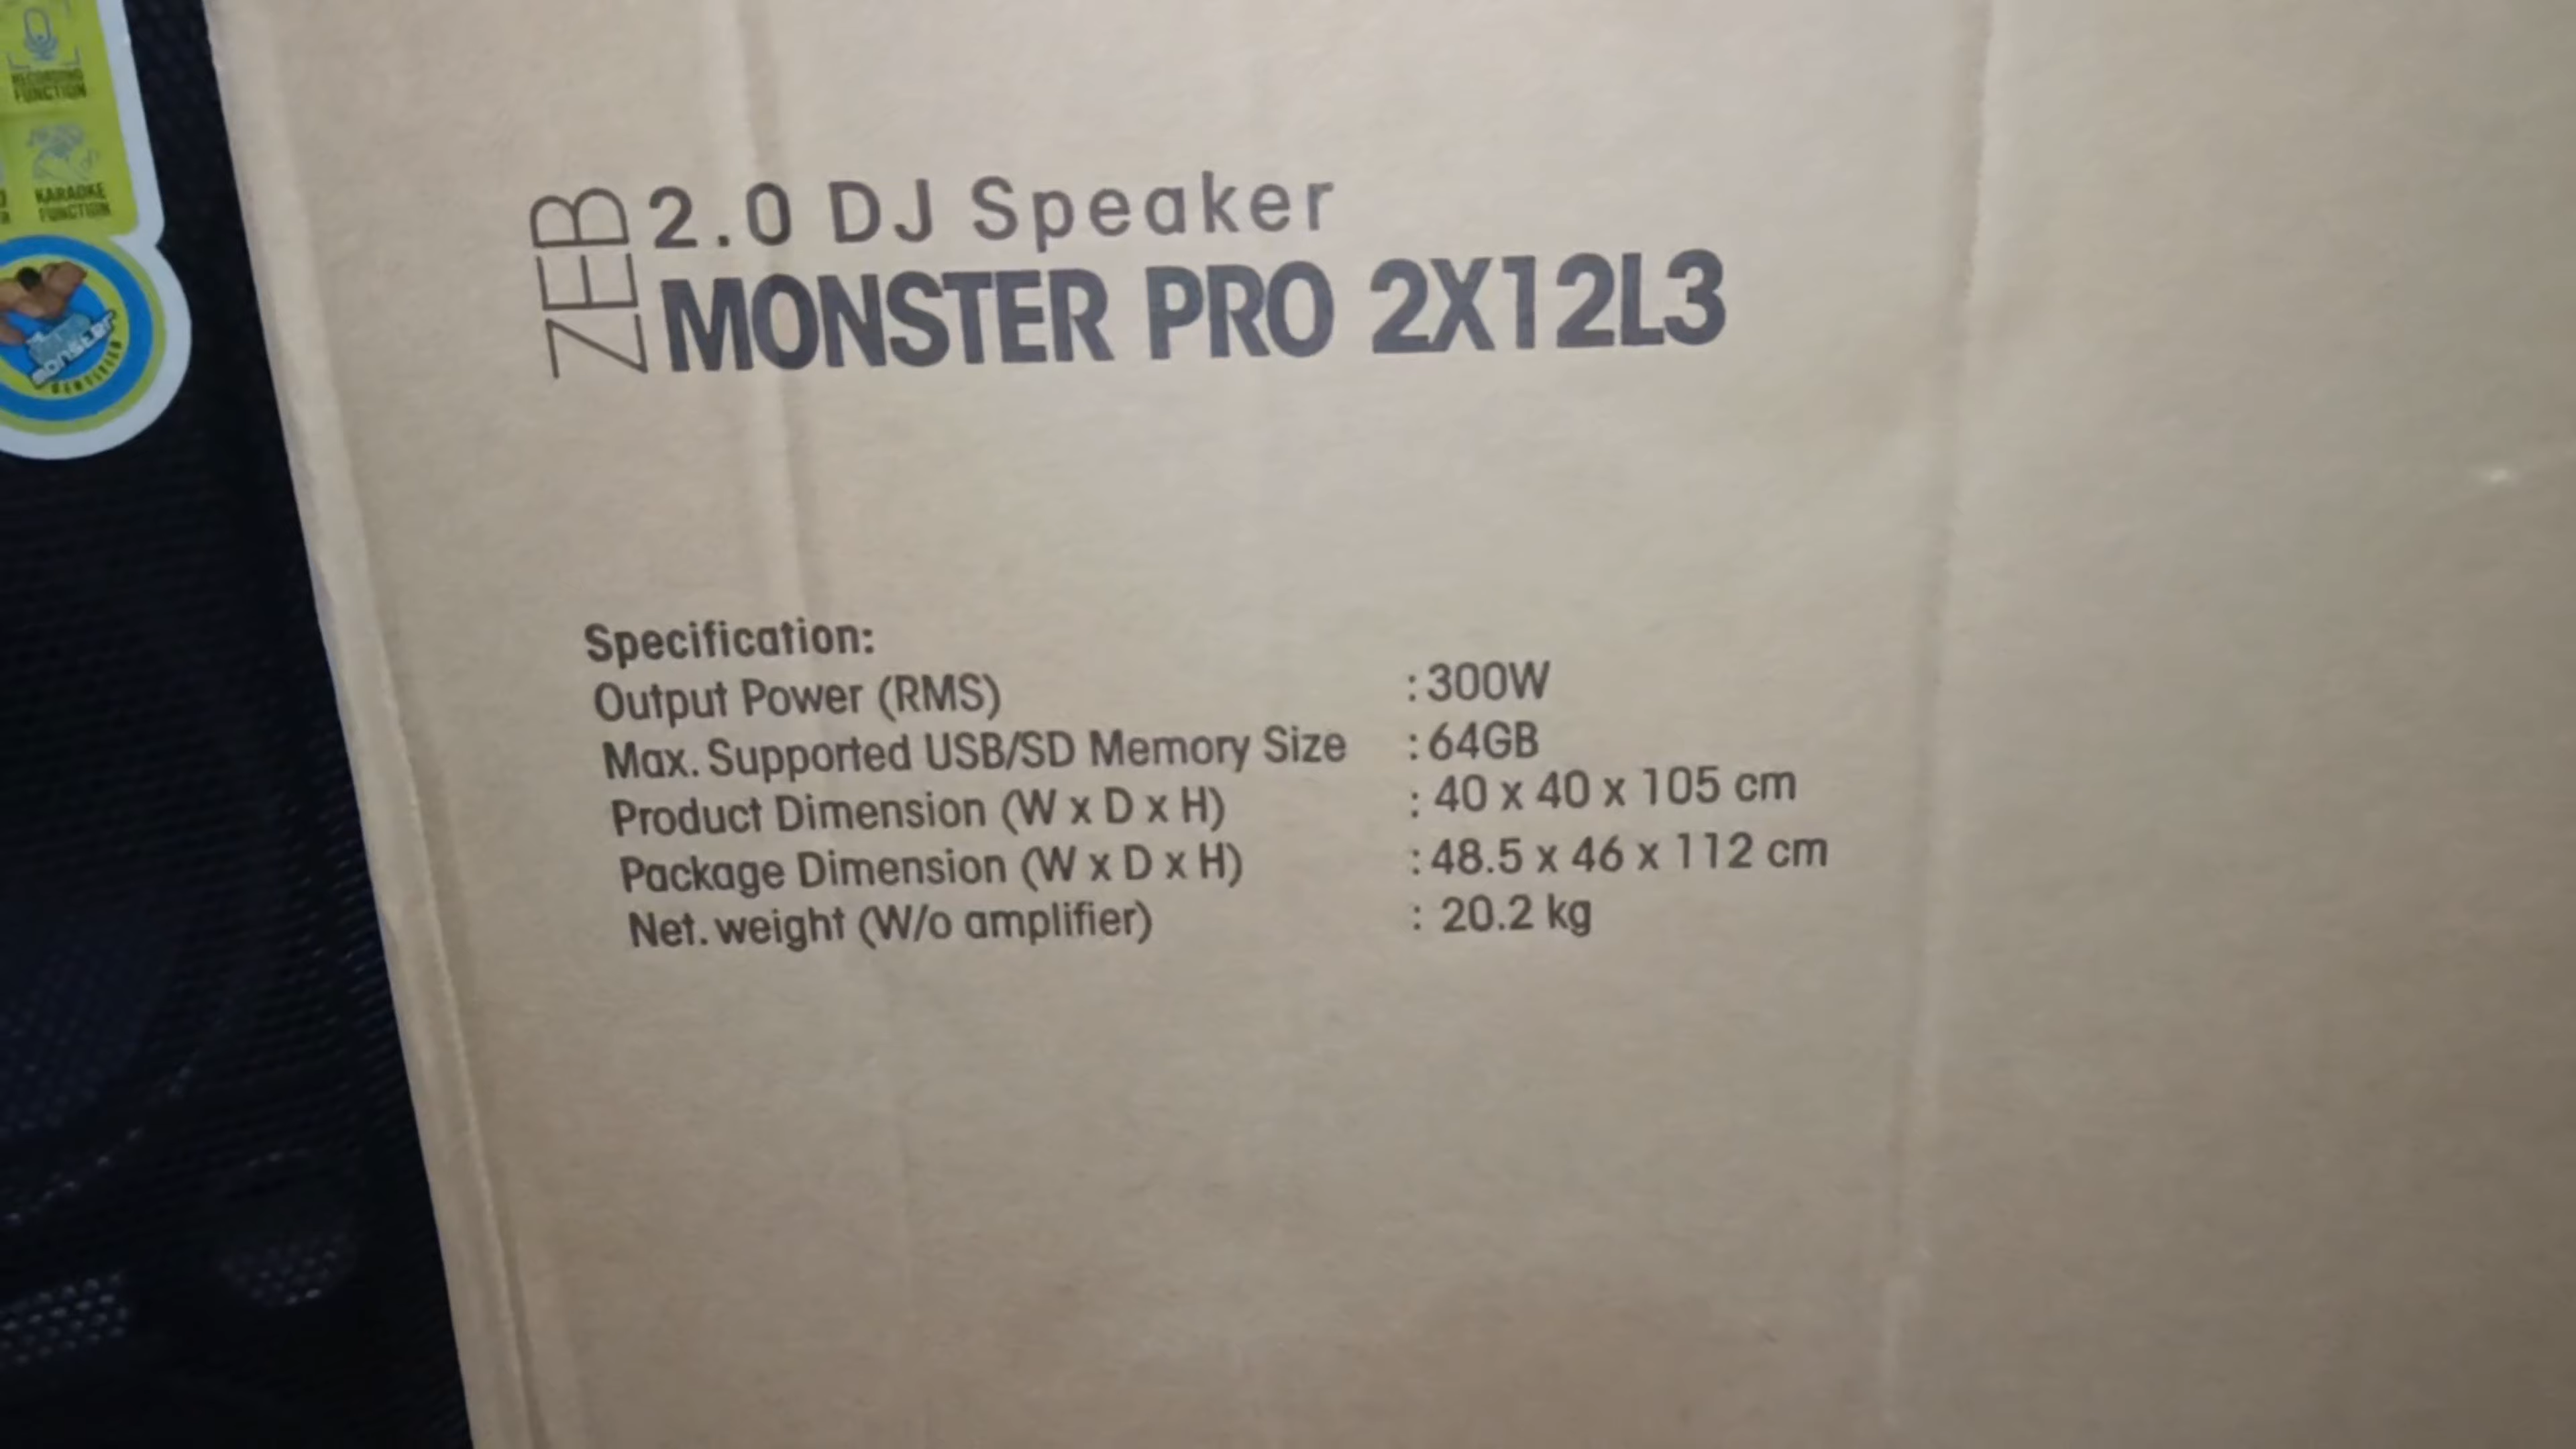 RECORDING
FUNCTION
KARAOKE
FUNCTION
MONSTER
ZEB
2.0 DJ Speaker
MONSTER PRO 2X12L3
Specification:
Output Power (RMS) : 300W
Max. Supported USB/SD Memory Size : 64GB
Product Dimension (W x D x H) : 40 x 40 x 105 cm
Package Dimension (W x D x H) : 48.5 x 46 x 112 cm
Net. weight (W/o amplifier) : 20.2 kg